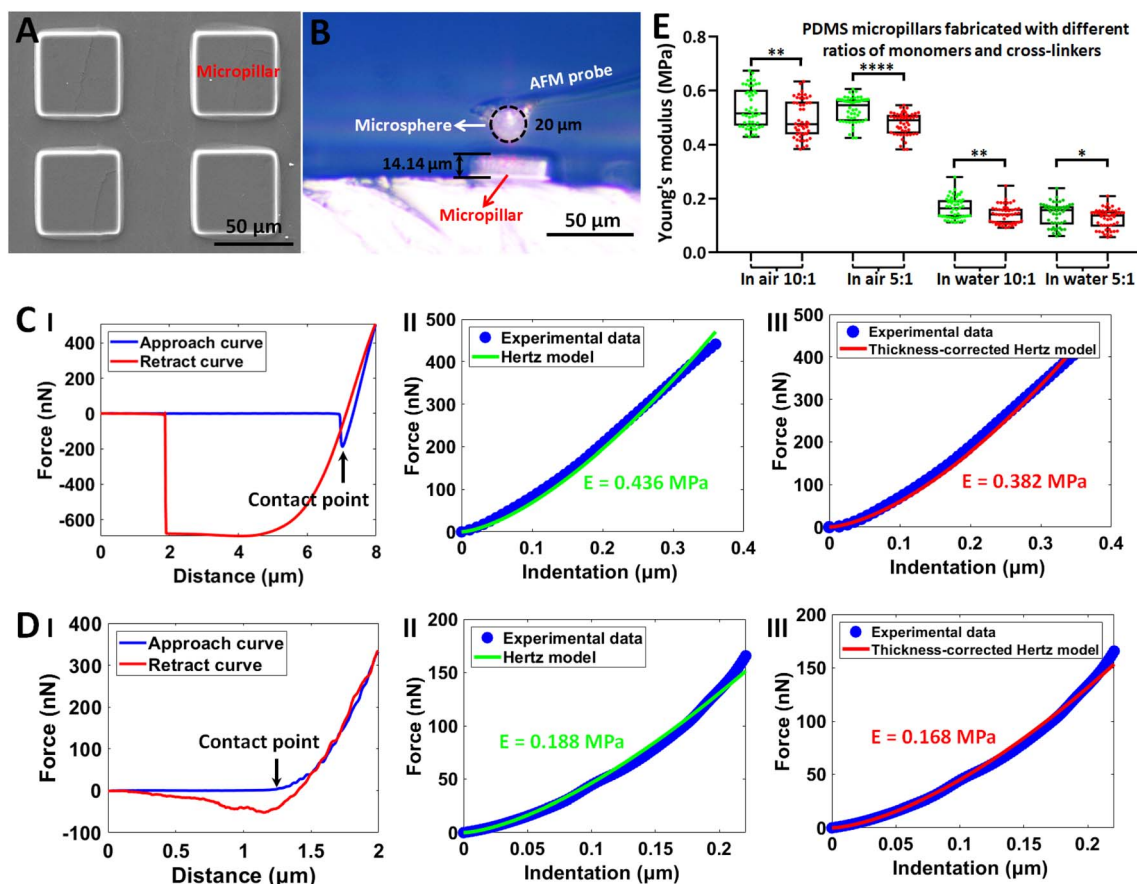 A
Micropillar
50 µm
B
AFM probe
Microsphere
20 µm
14.14 µm
Micropillar
50 µm
E
PDMS micropillars fabricated with different
ratios of monomers and cross-linkers
Young's modulus (MPa)
0.8
0.6
0.4
0.2
0.0
**
****
**
*
In air 10:1
In air 5:1
In water 10:1
In water 5:1
C
I
Approach curve
Retract curve
Contact point
Force (nN)
400
200
0
-200
-400
-600
0
2
4
6
8
Distance (µm)
II
Experimental data
Hertz model
E = 0.436 MPa
Force (nN)
500
400
300
200
100
0
0
0.1
0.2
0.3
0.4
Indentation (µm)
III
Experimental data
Thickness-corrected Hertz model
E = 0.382 MPa
Force (nN)
400
300
200
100
0
0
0.1
0.2
0.3
0.4
Indentation (µm)
D
I
Approach curve
Retract curve
Contact point
Force (nN)
400
300
200
100
0
-100
0
0.5
1
1.5
2
Distance (µm)
II
Experimental data
Hertz model
E = 0.188 MPa
Force (nN)
200
150
100
50
0
0
0.05
0.1
0.15
0.2
Indentation (µm)
III
Experimental data
Thickness-corrected Hertz model
E = 0.168 MPa
Force (nN)
200
150
100
50
0
0
0.05
0.1
0.15
0.2
Indentation (µm)